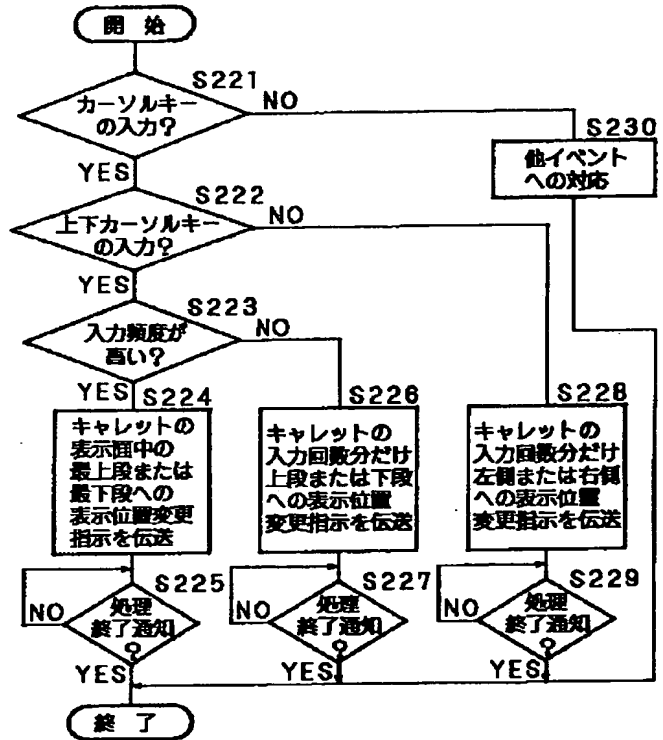 開 始
S221
カーソルキー
の入力?
NO
YES
S230
他イベント
への対応
S222
上下カーソルキー
の入力?
NO
YES
S223
入力頻度が
高い?
NO
YES
S224
キャレットの
表示面中の
最上段または
最下段への
表示位置変更
指示を伝送
S226
キャレットの
入力回数分だけ
上段または下段
への表示位置
変更指示を伝送
S228
キャレットの
入力回数分だけ
左側または右側
への表示位置
変更指示を伝送
S225
処理
終了通知
?
NO
YES
S227
処理
終了通知
?
NO
YES
S229
処理
終了通知
?
NO
YES
終 了